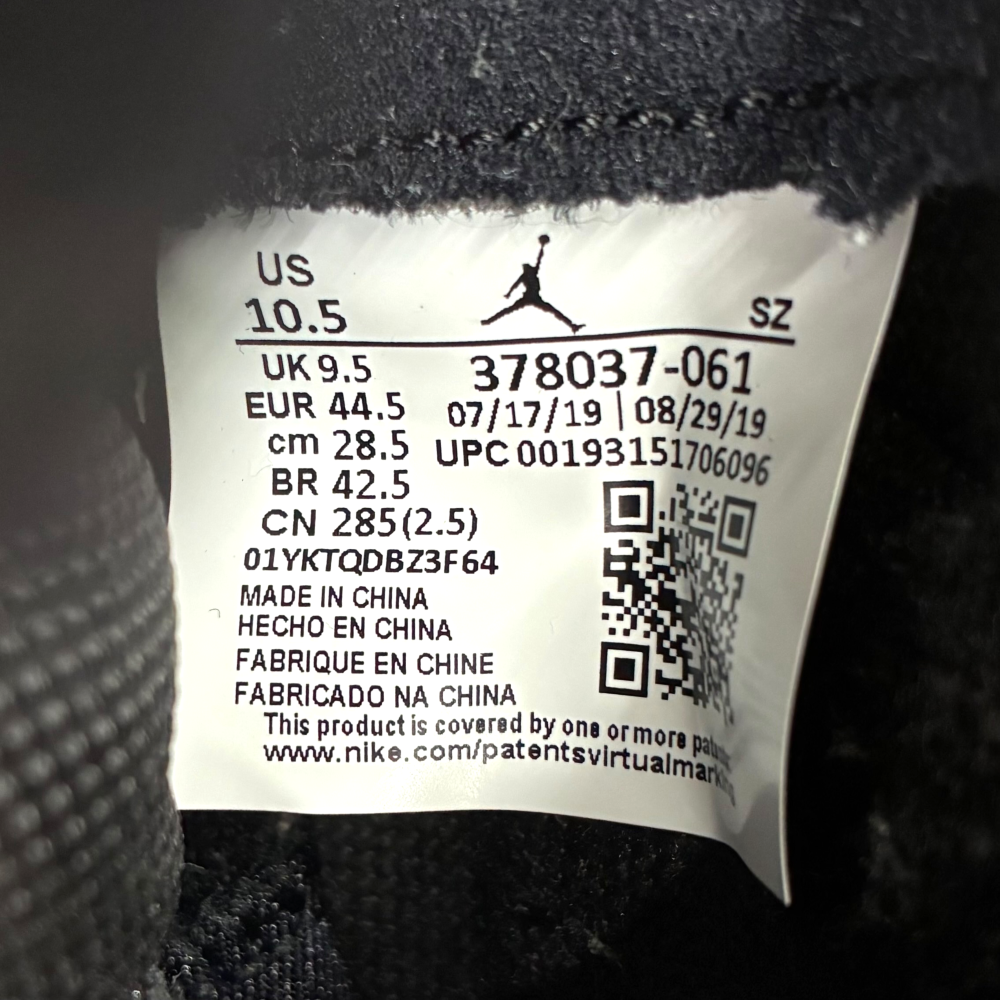 US
10.5
SZ
UK 9.5
378037-061
EUR 44.5
07/17/19 | 08/29/19
cm 28.5
UPC 00193151706096
BR 42.5
CN 285(2.5)
01YKTQDBZ3F64
MADE IN CHINA
HECHO EN CHINA
FABRIQUE EN CHINE
FABRICADO NA CHINA
This product is covered by one or more
www.nike.com/patentsvirtualmarking